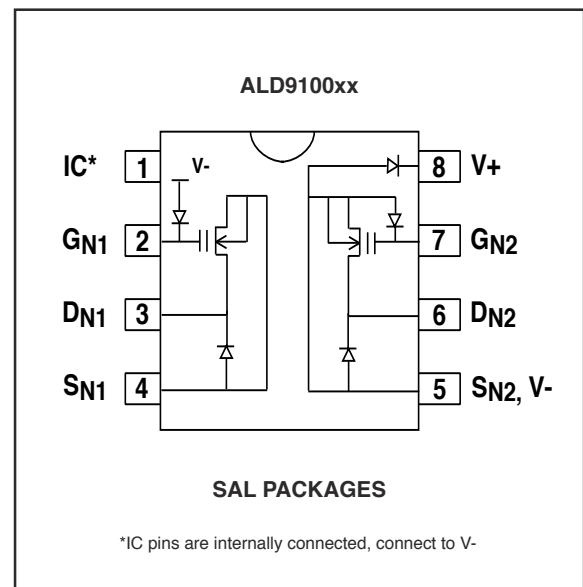 ALD9100xx
IC* 1 V- 8 V+
GN1 2 7 GN2
DN1 3 6 DN2
SN1 4 5 SN2, V-
SAL PACKAGES
*IC pins are internally connected, connect to V-